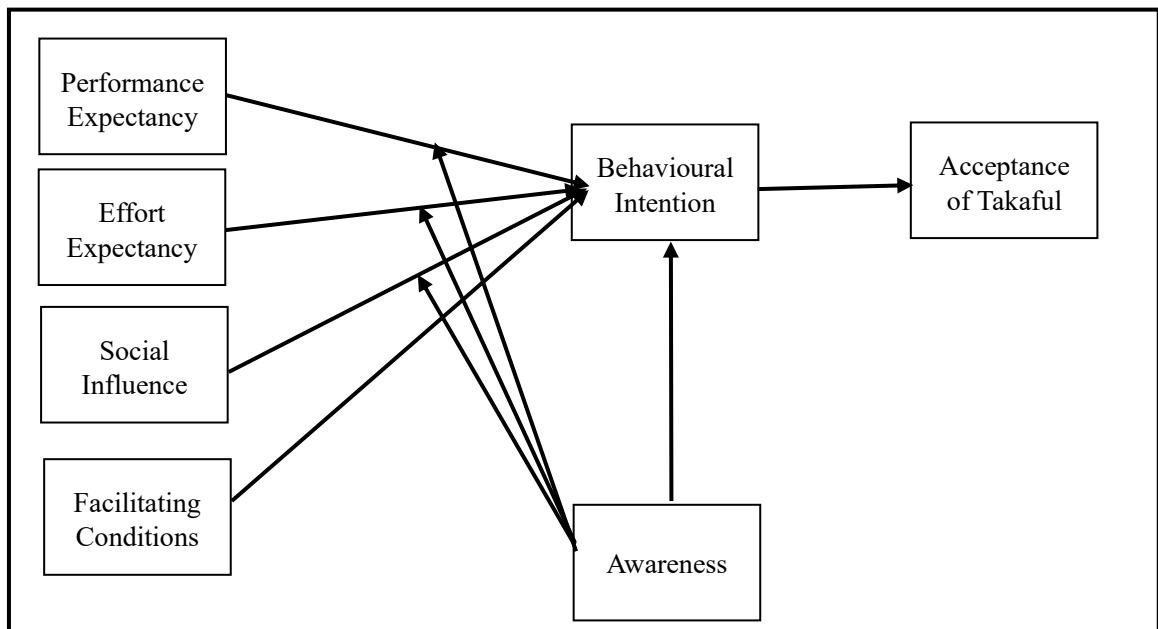 Performance
Expectancy
Effort
Expectancy
Social
Influence
Facilitating
Conditions
Behavioural
Intention
Awareness
Acceptance
of Takaful